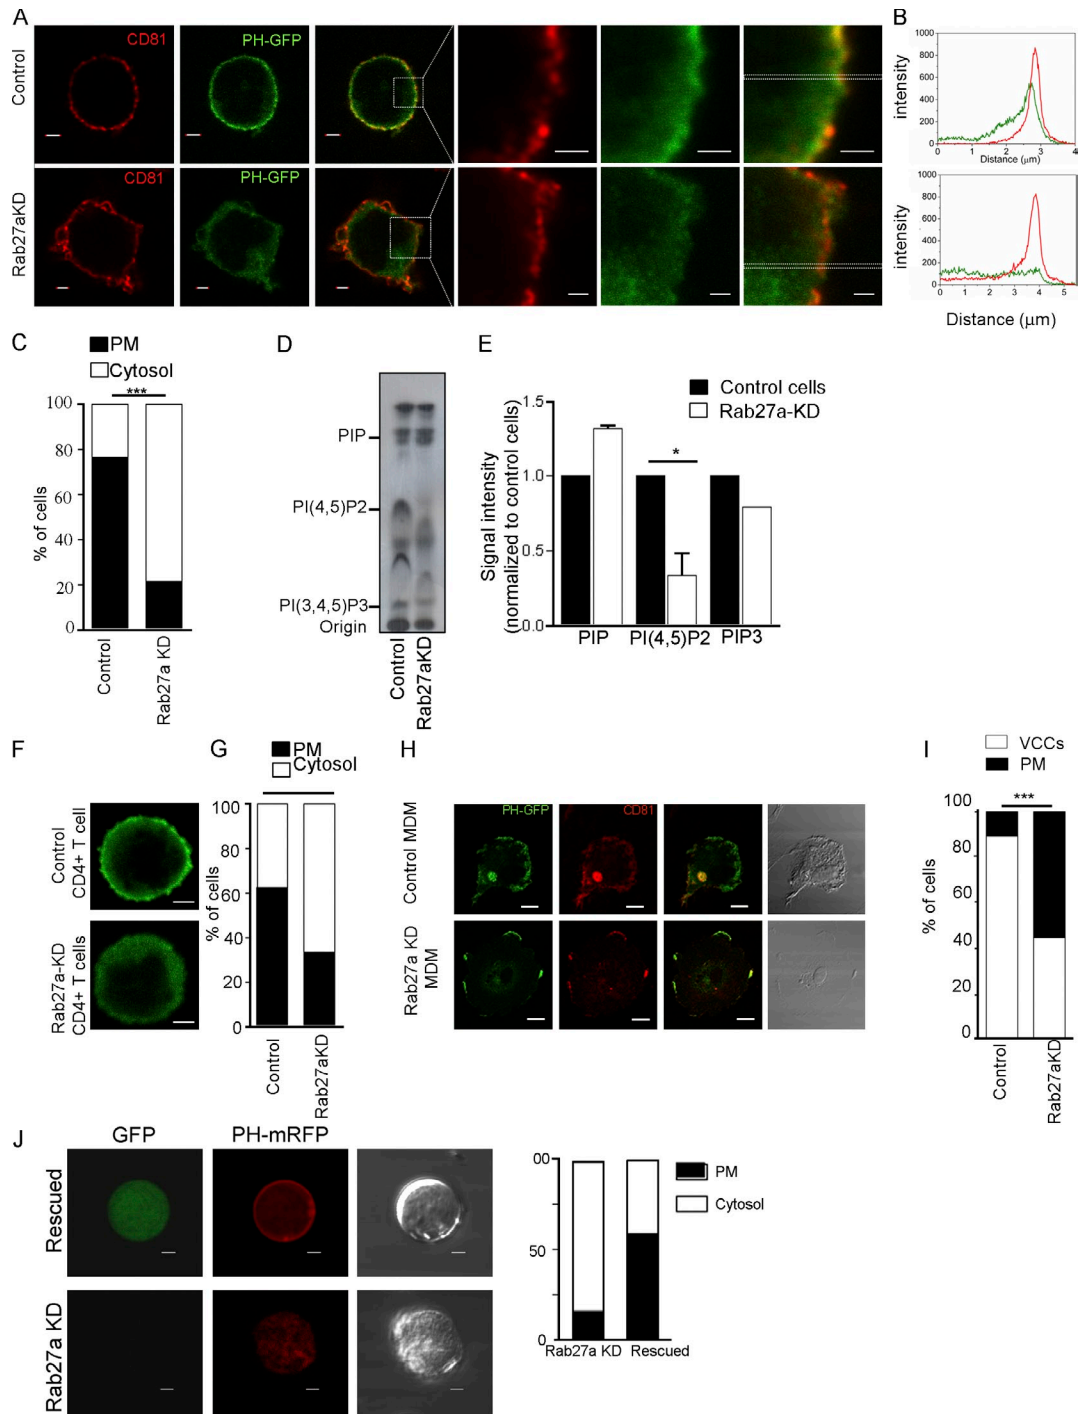 A
B
CD81
PH-GFP
Control
CD81
PH-GFP
Rab27aKD
intensity
1000
800
600
400
200
0
0
1
2
3
4
Distance (μm)
intensity
1000
800
600
400
200
0
0
1
2
3
4
5
Distance (μm)
C
PM
Cytosol
***
% of cells
100
80
60
40
20
0
Control
Rab27a KD
D
PIP
PI(4,5)P2
PI(3,4,5)P3
Origin
Control
Rab27aKD
E
Control cells
Rab27a-KD
Signal intensity
(normalized to control cells)
1.5
1.0
0.5
0.0
*
PIP
PI(4,5)P2
PIP3
F
Control
CD4+ T cell
Rab27a-KD
CD4+ T cells
G
PM
Cytosol
% of cells
100
80
60
40
20
0
Control
Rab27aKD
H
PH-GFP
CD81
Control MDM
Rab27a KD
MDM
I
VCCs
PM
***
% of cells
100
80
60
40
20
0
Control
Rab27aKD
J
GFP
PH-mRFP
Rescued
Rab27a KD
00
50
0
PM
Cytosol
Rab27a KD
Rescued